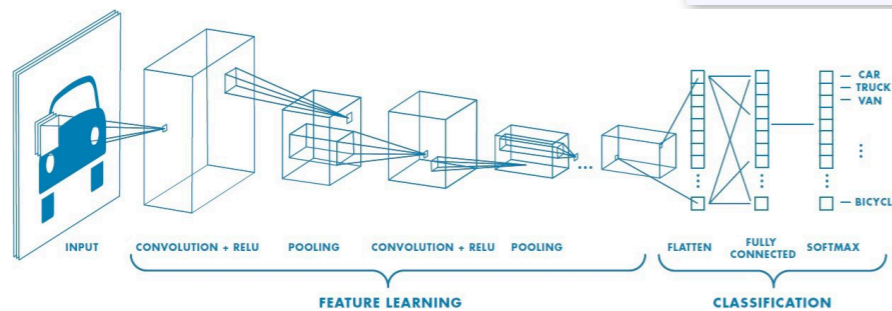 CAR
TRUCK
VAN
BICYCL
INPUT
CONVOLUTION + RELU
POOLING
CONVOLUTION + RELU
POOLING
FLATTEN
FULLY
CONNECTED
SOFTMAX
FEATURE LEARNING
CLASSIFICATION